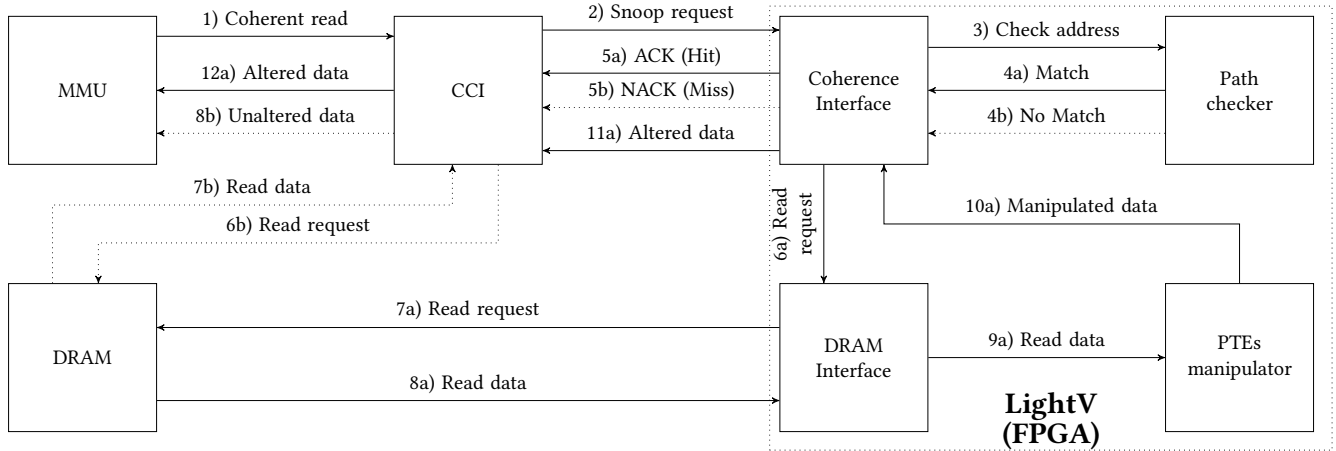 1) Coherent read
2) Snoop request
3) Check address
5a) ACK (Hit)
12a) Altered data
4a) Match
MMU
CCI
Coherence
Interface
Path
checker
5b) NACK (Miss)
8b) Unaltered data
4b) No Match
11a) Altered data
7b) Read data
6b) Read request
6a) Read
request
10a) Manipulated data
7a) Read request
DRAM
DRAM
Interface
9a) Read data
PTEs
manipulator
8a) Read data
LightV
(FPGA)